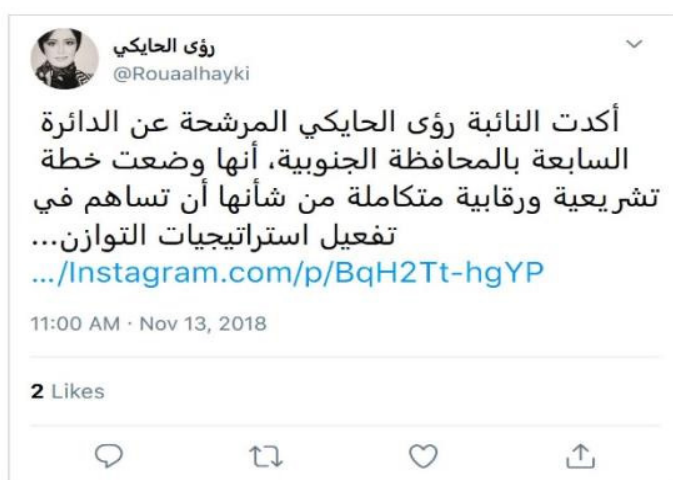 رؤى الحايكي
@Rouaalhayki
أكدت النائبة رؤى الحايكي المرشحة عن الدائرة
السابعة بالمحافظة الجنوبية، أنها وضعت خطة
تشريعية ورقابية متكاملة من شأنها أن تساهم في
تفعيل استراتيجيات التوازن...
.../Instagram.com/p/BqH2Tt-hgYP
11:00 AM · Nov 13, 2018
2 Likes